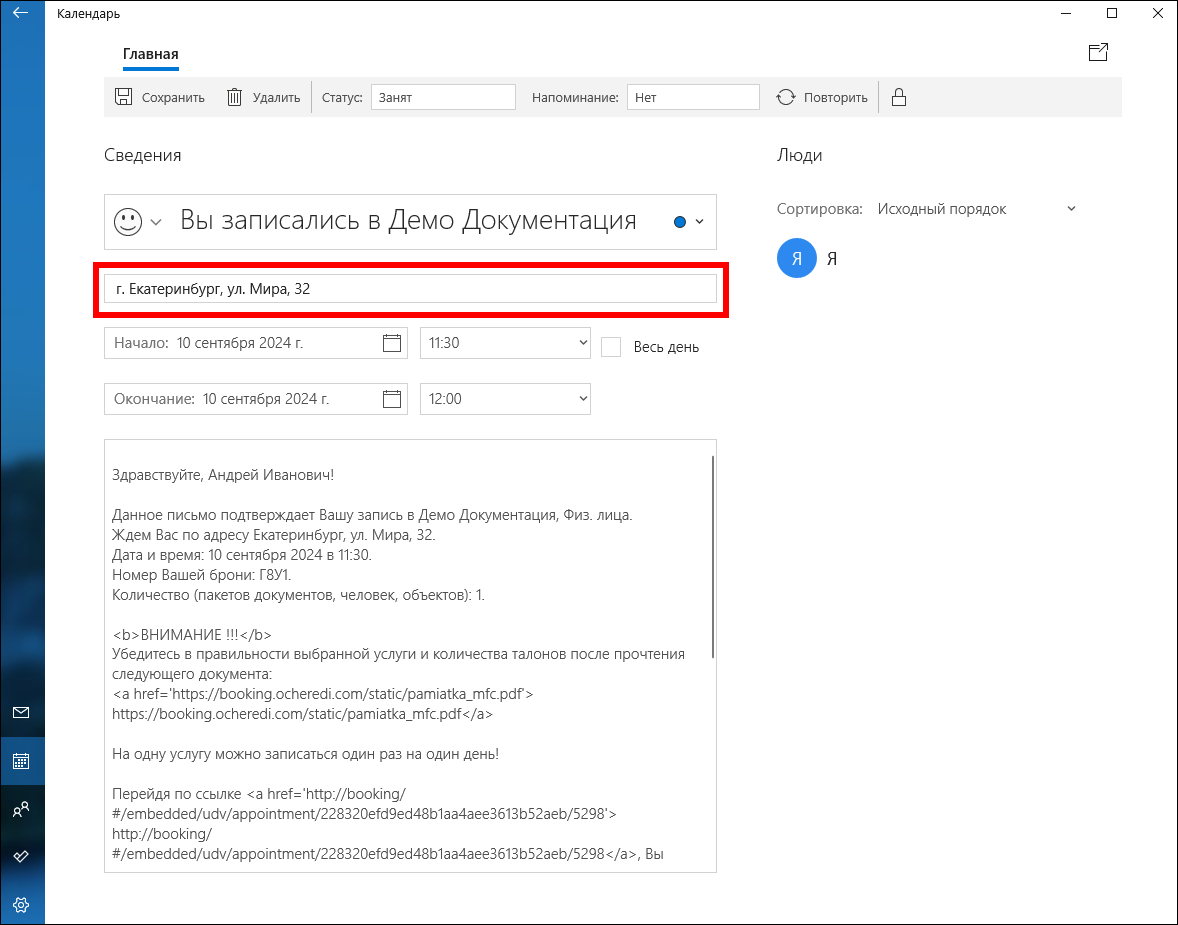 Календарь
Главная
Сохранить Удалить Статус: Занят Напоминание: Нет Повторить
Сведения
Люди
Вы записались в Демо Документация
Сортировка: Исходный порядок
Я Я
г. Екатеринбург, ул. Мира, 32
Начало: 10 сентября 2024 г. 11:30 Весь день
Окончание: 10 сентября 2024 г. 12:00
Здравствуйте, Андрей Иванович!
Данное письмо подтверждает Вашу запись в Демо Документация, Физ. лица.
Ждем Вас по адресу Екатеринбург, ул. Мира, 32.
Дата и время: 10 сентября 2024 в 11:30.
Номер Вашей брони: Г8У1.
Количество (пакетов документов, человек, объектов): 1.
<b>ВНИМАНИЕ !!!</b>
Убедитесь в правильности выбранной услуги и количества талонов после прочтения
следующего документа:
<a href='https://booking.ocheredi.com/static/pamiatka_mfc.pdf'>
https://booking.ocheredi.com/static/pamiatka_mfc.pdf</a>
На одну услугу можно записаться один раз на один день!
Перейдя по ссылке <a href='http://booking/
#/embedded/udv/appointment/228320efd9ed48b1aa4aee3613b52aeb/5298'>
http://booking/
#/embedded/udv/appointment/228320efd9ed48b1aa4aee3613b52aeb/5298</a>, Вы